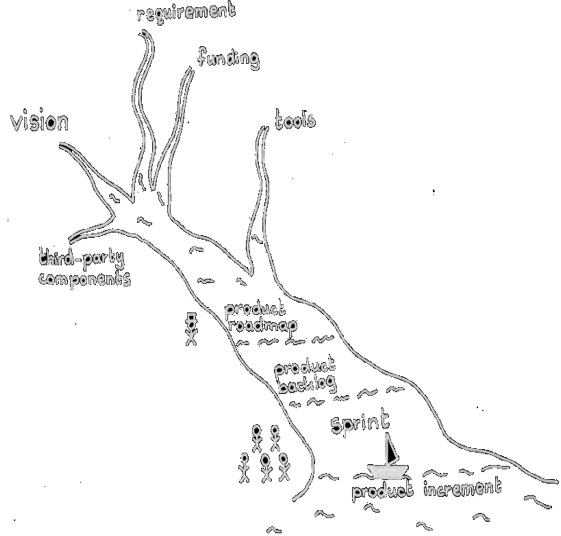 requirement
funding
vision
tools
third-party
components
product
roadmap
product
backlog
sprint
product increment